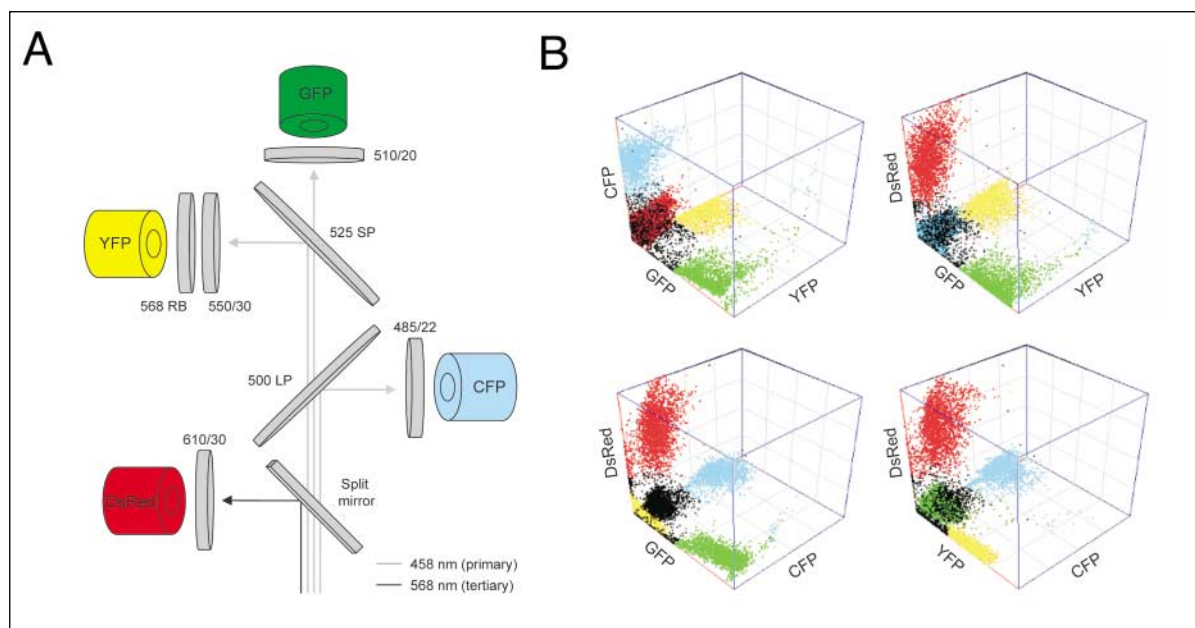 A
GFP
510/20
525 SP
YFP
568 RB
550/30
485/22
500 LP
CFP
610/30
DsRed
Split
mirror
458 nm (primary)
568 nm (tertiary)
B
CFP
GFP
YFP
DsRed
GFP
YFP
DsRed
GFP
CFP
DsRed
YFP
CFP